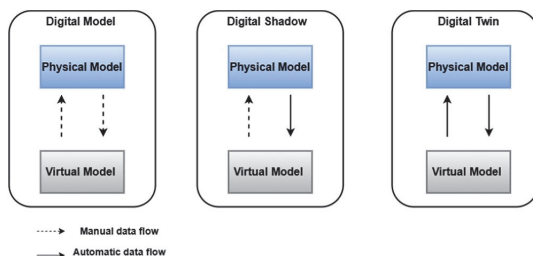 Digital Model
Physical Model
Virtual Model
Digital Shadow
Physical Model
Virtual Model
Digital Twin
Physical Model
Virtual Model
Manual data flow
Automatic data flow